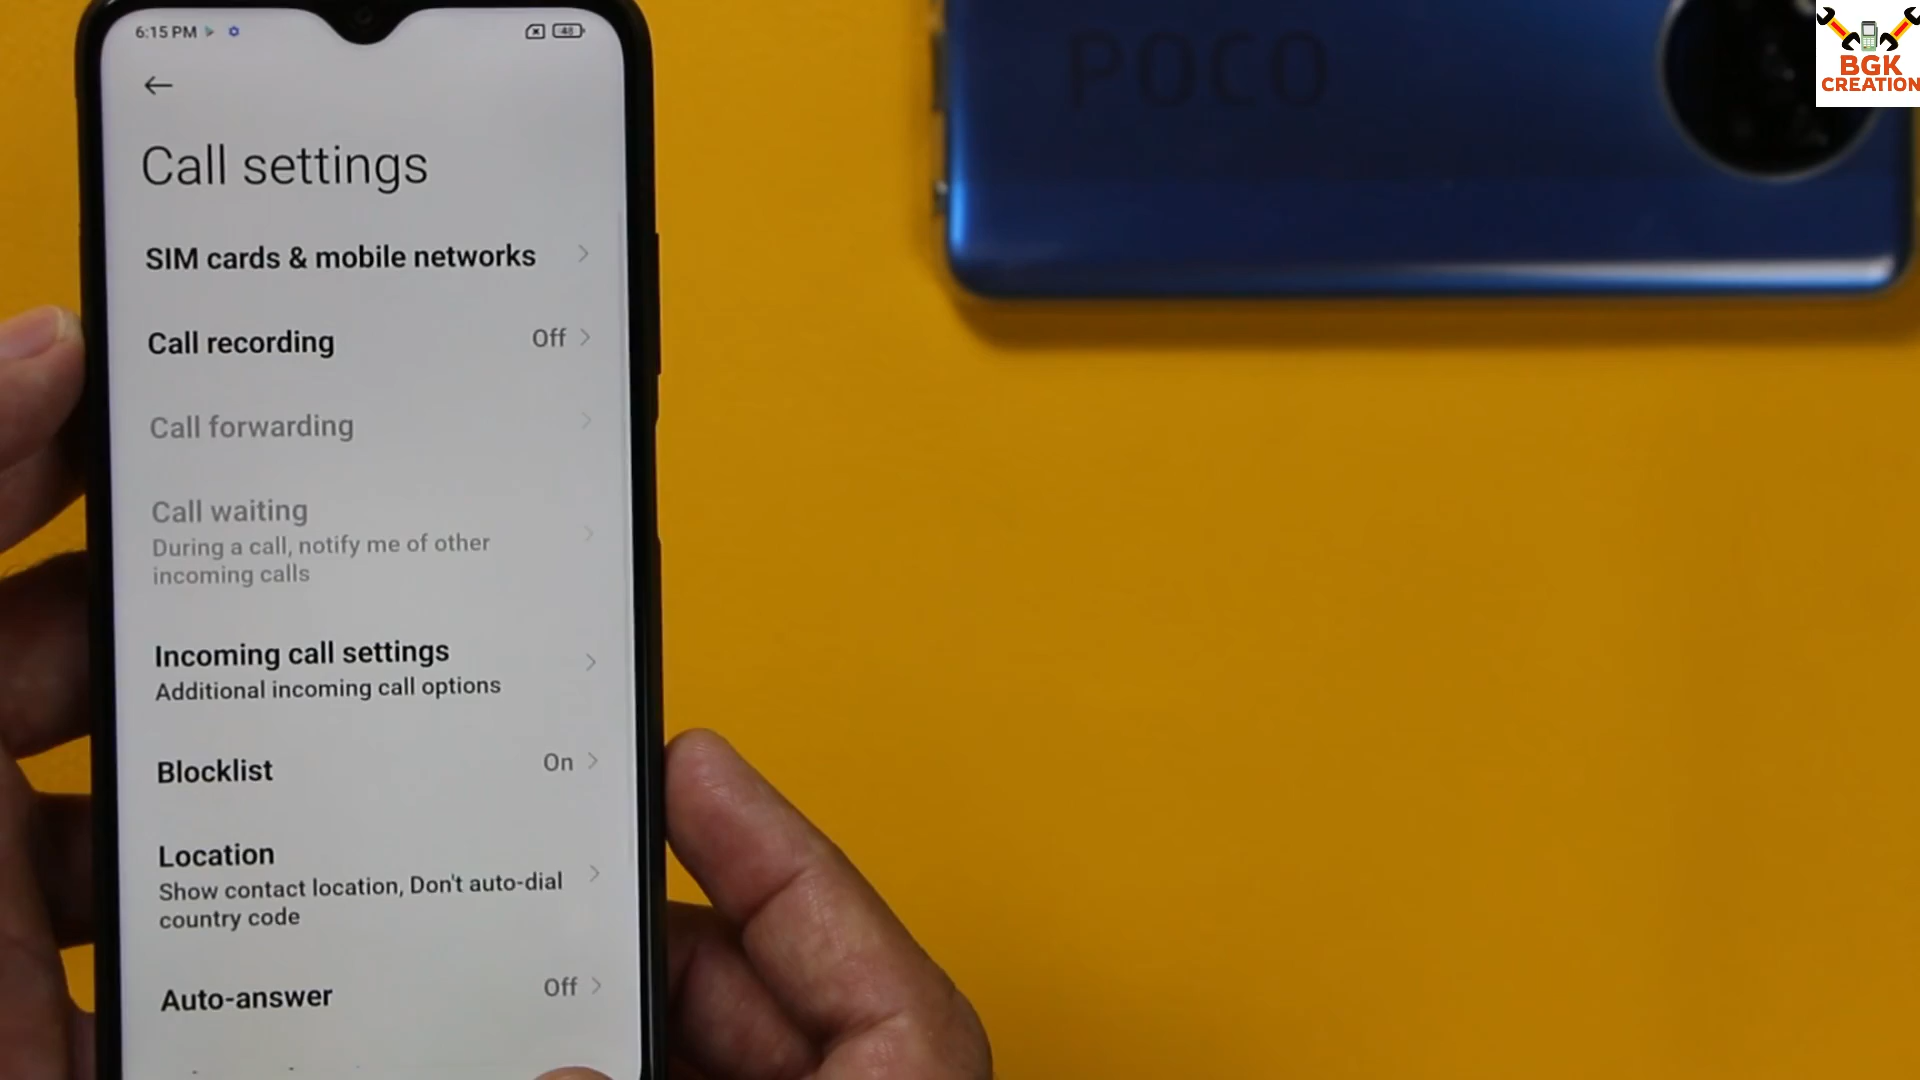 6:15 PM
48
Call settings
SIM cards & mobile networks
Call recording
Off
Call forwarding
Call waiting
During a call, notify me of other
incoming calls
Incoming call settings
Additional incoming call options
Blocklist
On
Location
Show contact location, Don't auto-dial
country code
Auto-answer
Off
POCO
BGK
CREATION